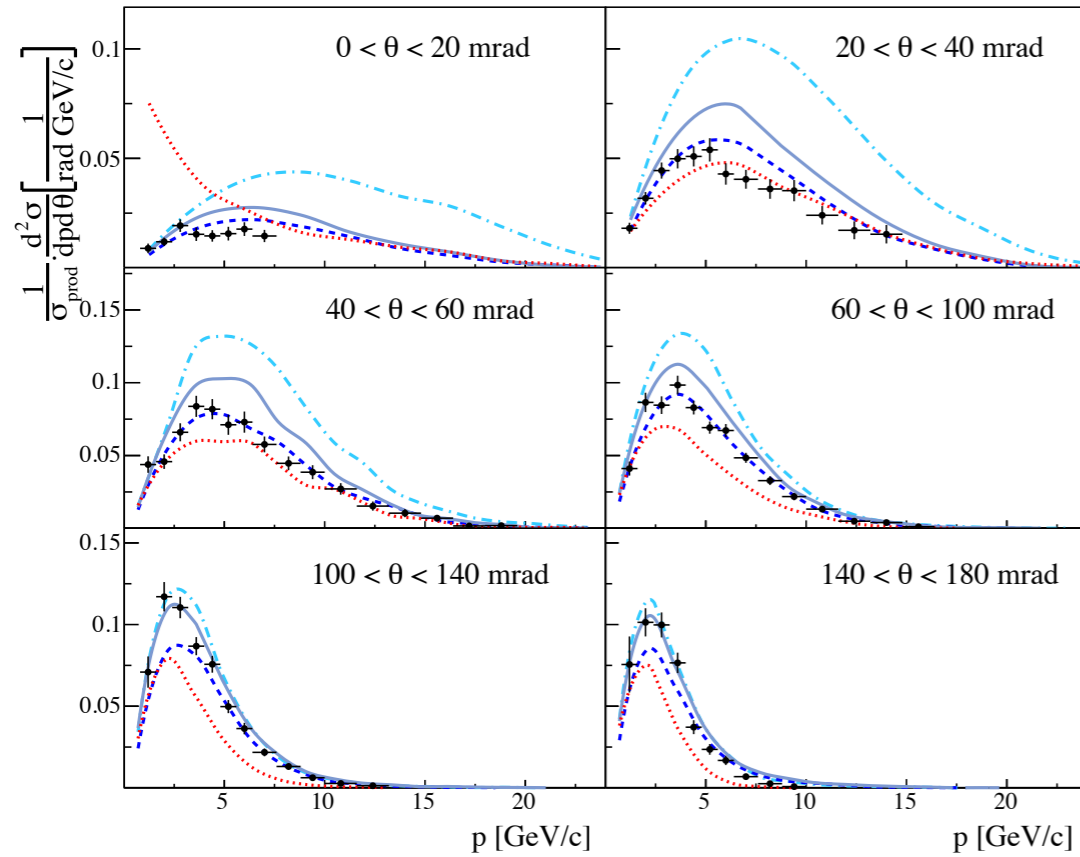 1/σ_prod · d²σ/dpdθ [1/rad GeV/c]
0 < θ < 20 mrad
20 < θ < 40 mrad
0.1
0.05
40 < θ < 60 mrad
60 < θ < 100 mrad
0.15
0.1
0.05
100 < θ < 140 mrad
140 < θ < 180 mrad
0.15
0.1
0.05
5 10 15 20
5 10 15 20
p [GeV/c]
p [GeV/c]